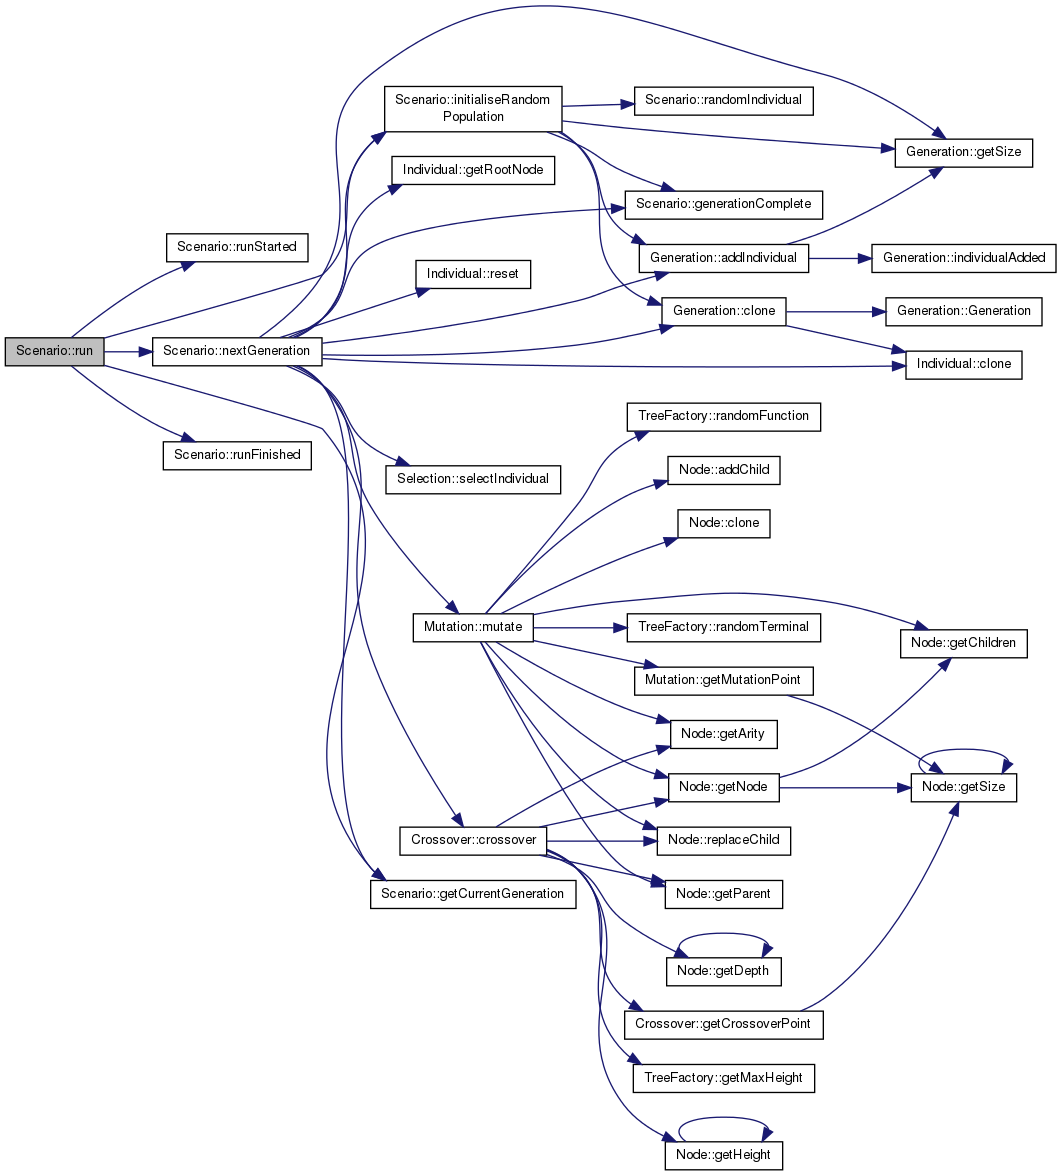 Scenario::run
Scenario::runStarted
Scenario::nextGeneration
Scenario::runFinished
Scenario::initialiseRandom
Population
Individual::getRootNode
Individual::reset
Selection::selectIndividual
Mutation::mutate
Crossover::crossover
Scenario::getCurrentGeneration
Scenario::randomIndividual
Scenario::generationComplete
Generation::addIndividual
Generation::clone
TreeFactory::randomFunction
Node::addChild
Node::clone
TreeFactory::randomTerminal
Mutation::getMutationPoint
Node::getArity
Node::getNode
Node::replaceChild
Node::getParent
Node::getDepth
Crossover::getCrossoverPoint
TreeFactory::getMaxHeight
Node::getHeight
Generation::getSize
Generation::individualAdded
Generation::Generation
Individual::clone
Node::getChildren
Node::getSize